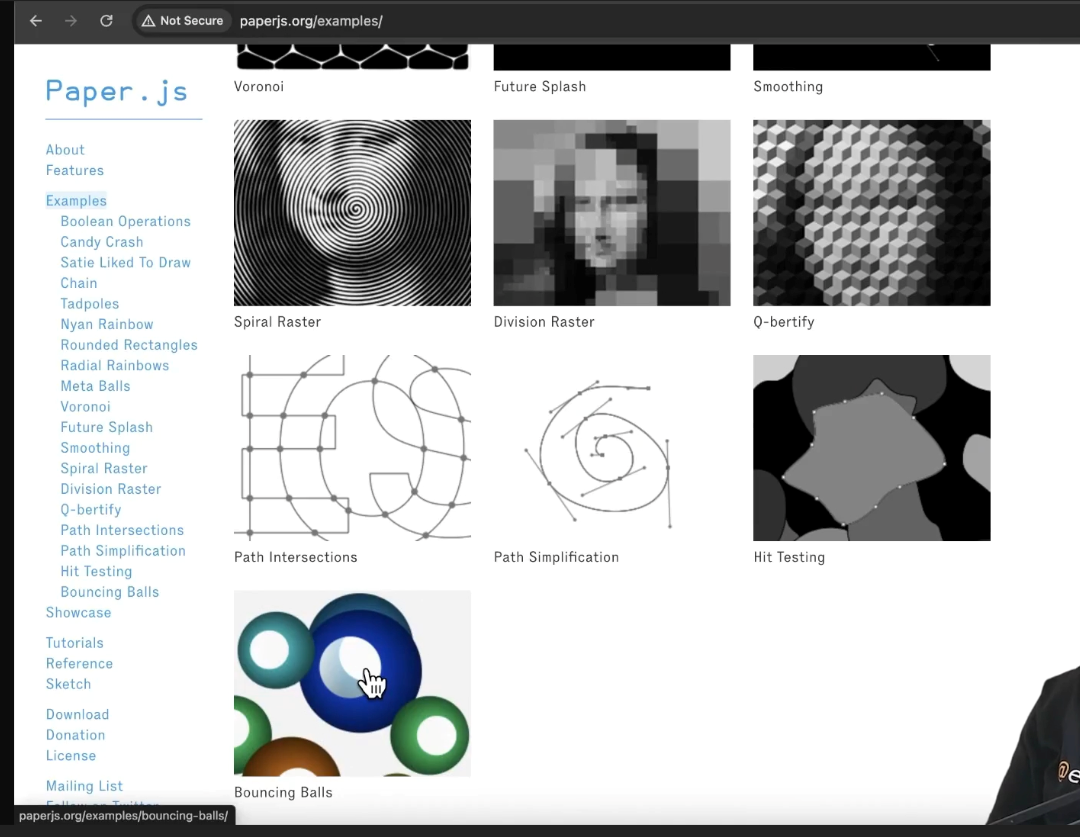 Not Secure paperjs.org/examples/
Paper.js
About
Features
Examples
Boolean Operations
Candy Crash
Satie Liked To Draw
Chain
Tadpoles
Nyan Rainbow
Rounded Rectangles
Radial Rainbows
Meta Balls
Voronoi
Future Splash
Smoothing
Spiral Raster
Division Raster
Q-bertify
Path Intersections
Path Simplification
Hit Testing
Bouncing Balls
Showcase
Tutorials
Reference
Sketch
Download
Donation
License
Mailing List
Follow on Twitter
Voronoi
Future Splash
Smoothing
Spiral Raster
Division Raster
Q-bertify
Path Intersections
Path Simplification
Hit Testing
Bouncing Balls
paperjs.org/examples/bouncing-balls/